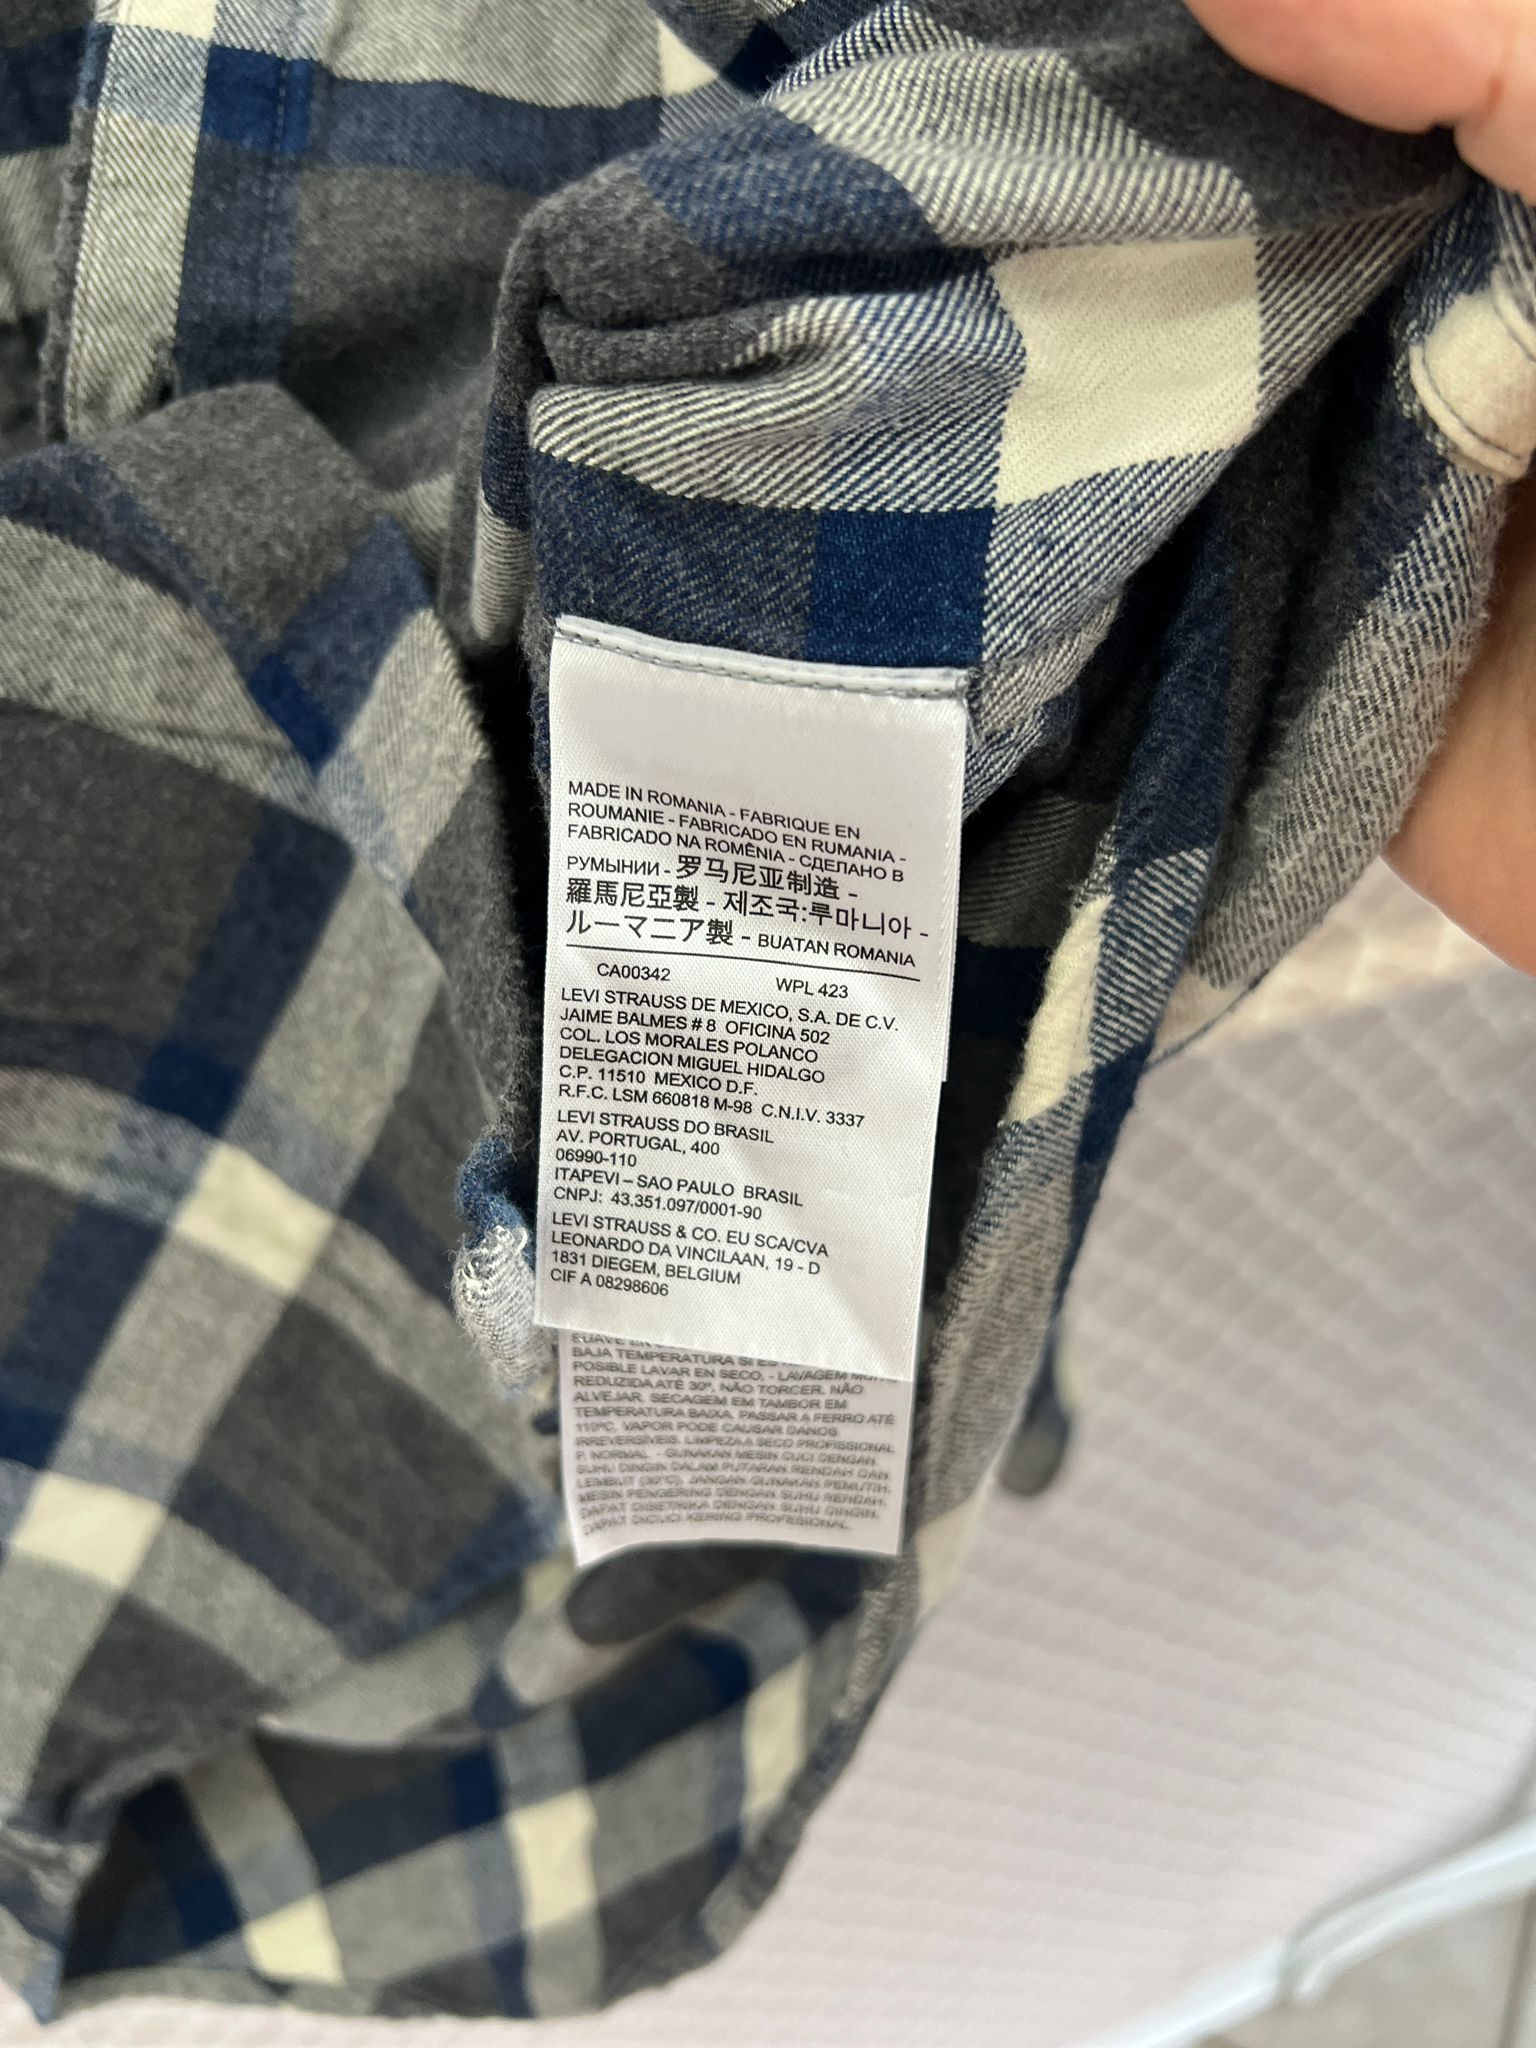 MADE IN ROMANIA - FABRIQUE EN
ROUMANIE - FABRICADO EN RUMANIA -
FABRICADO NA ROMÊNIA - СДЕЛАНО В
РУМЫНИИ - 罗马尼亚制造 -
羅馬尼亞製 - 제조국:루마니아 -
ルーマニア製 - BUATAN ROMANIA
CA00342 WPL 423
LEVI STRAUSS DE MEXICO, S.A. DE C.V.
JAIME BALMES # 8 OFICINA 502
COL. LOS MORALES POLANCO
DELEGACION MIGUEL HIDALGO
C.P. 11510 MEXICO D.F.
R.F.C. LSM 660818 M-98 C.N.I.V. 3337
LEVI STRAUSS DO BRASIL
AV. PORTUGAL, 400
06990-110
ITAPEVI – SAO PAULO BRASIL
CNPJ: 43.351.097/0001-90
LEVI STRAUSS & CO. EU SCA/CVA
LEONARDO DA VINCILAAN, 19 - D
1831 DIEGEM, BELGIUM
CIF A 08298606
SUAVE
BAJA TEMPERATURA SI
POSIBLE LAVAR EN SECO. - LAVAGEM
REDUZIDA ATÉ 30º, NÃO TORCER. NÃO
ALVEJAR. SECAGEM EM TAMBOR EM
TEMPERATURA BAIXA. PASSAR A FERRO ATÉ
110ºC, VAPOR PODE CAUSAR DANOS
IRREVERSÍVEIS. LIMPEZA A SECO PROFISSIONAL
P. NORMAL - GUNAKAN MESIN CUCI DENGAN
SUHU DINGIN DALAM PUTARAN RENDAH DAN
LEMBUT (30ºC). JANGAN GUNAKAN PEMUTIH.
MESIN PENGERING DENGAN SUHU RENDAH.
DAPAT DISETRIKA DENGAN SUHU DINGIN.
DAPAT DICUCI KERING PROFESSIONAL.